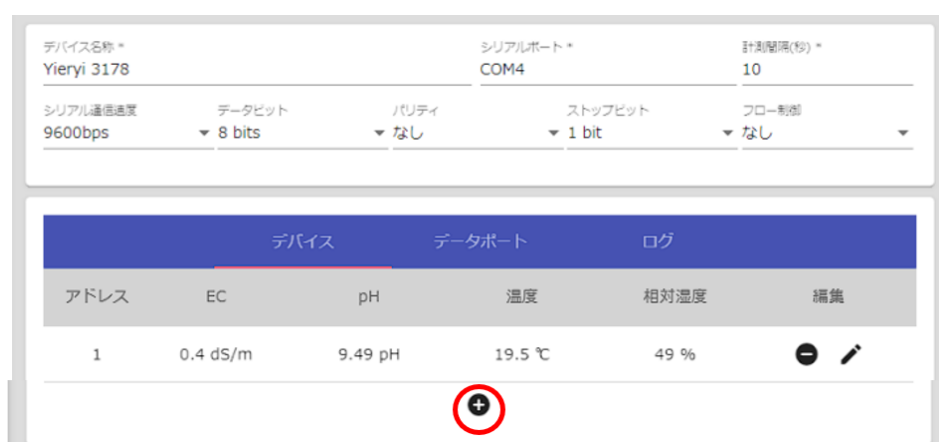 デバイス名称 * シリアルポート * 計測間隔(秒) *
Yieryi 3178 COM4 10
シリアル通信速度 データビット パリティ ストップビット フロー制御
9600bps 8 bits なし 1 bit なし
デバイス データポート ログ
アドレス EC pH 温度 相対湿度 編集
1 0.4 dS/m 9.49 pH 19.5 ℃ 49 %